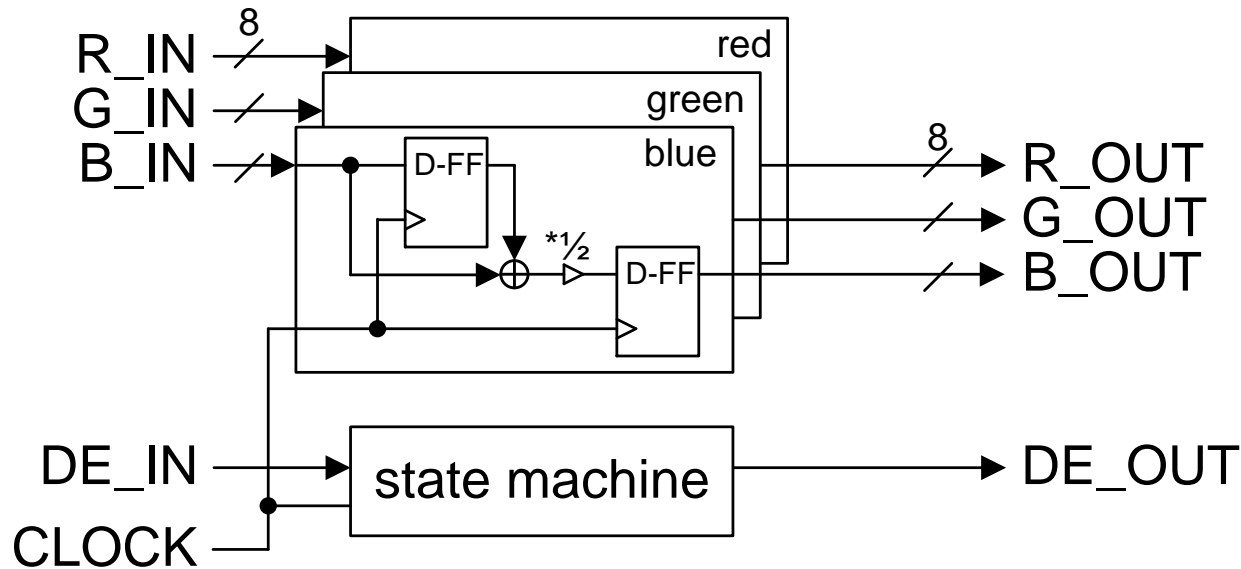 8
R_IN
red
G_IN
green
B_IN
blue
D-FF
8
R_OUT
G_OUT
*½
D-FF
B_OUT
DE_IN
state machine
DE_OUT
CLOCK